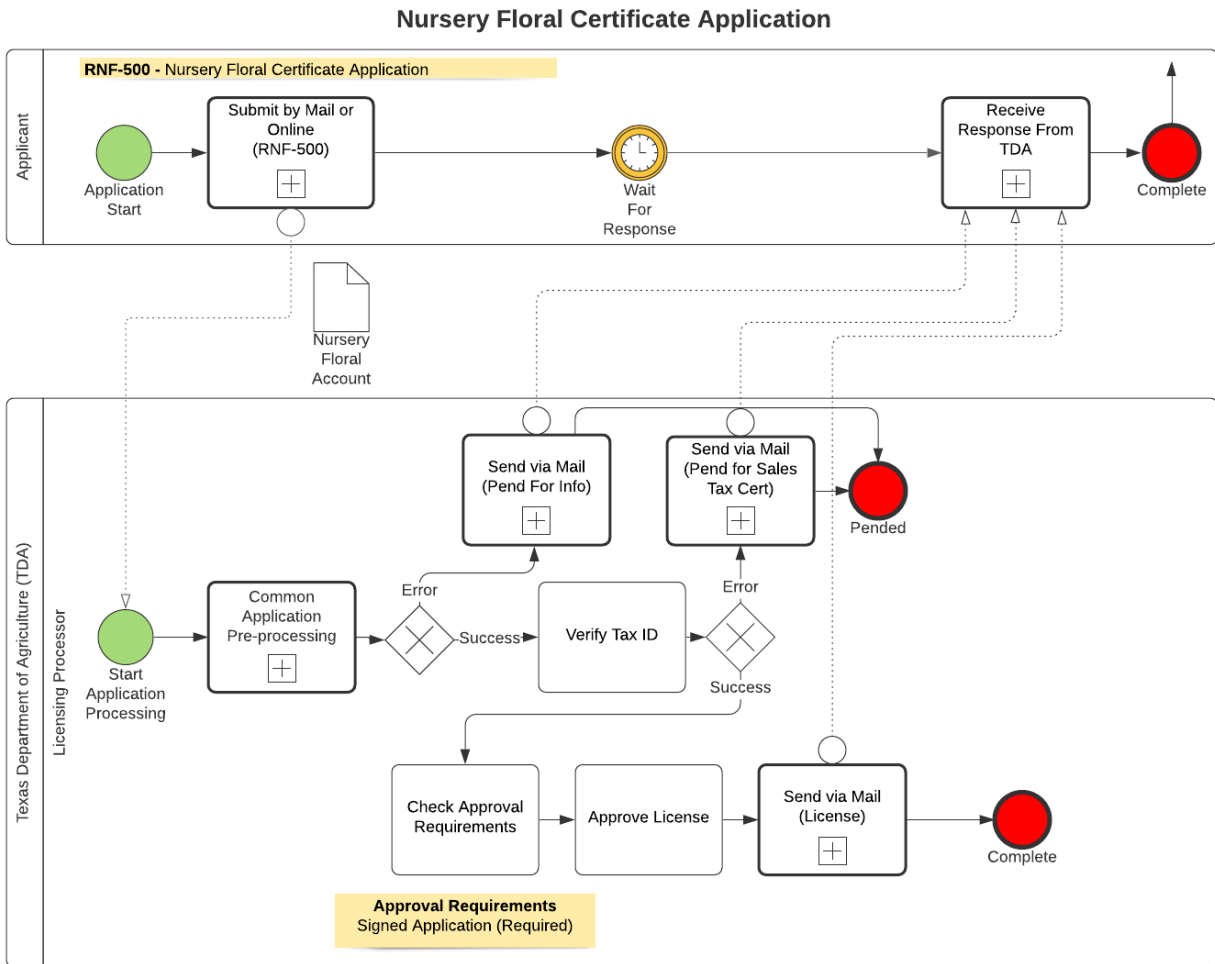 Nursery Floral Certificate Application
RNF-500 - Nursery Floral Certificate Application
Applicant
Application
Start
Submit by Mail or
Online
(RNF-500)
Wait
For
Response
Receive
Response From
TDA
Complete
Nursery
Floral
Account
Texas Department of Agriculture (TDA)
Licensing Processor
Send via Mail
(Pend For Info)
Send via Mail
(Pend for Sales
Tax Cert)
Pended
Start
Application
Processing
Common
Application
Pre-processing
Error
Success
Verify Tax ID
Error
Success
Check Approval
Requirements
Approve License
Send via Mail
(License)
Complete
Approval Requirements
Signed Application (Required)